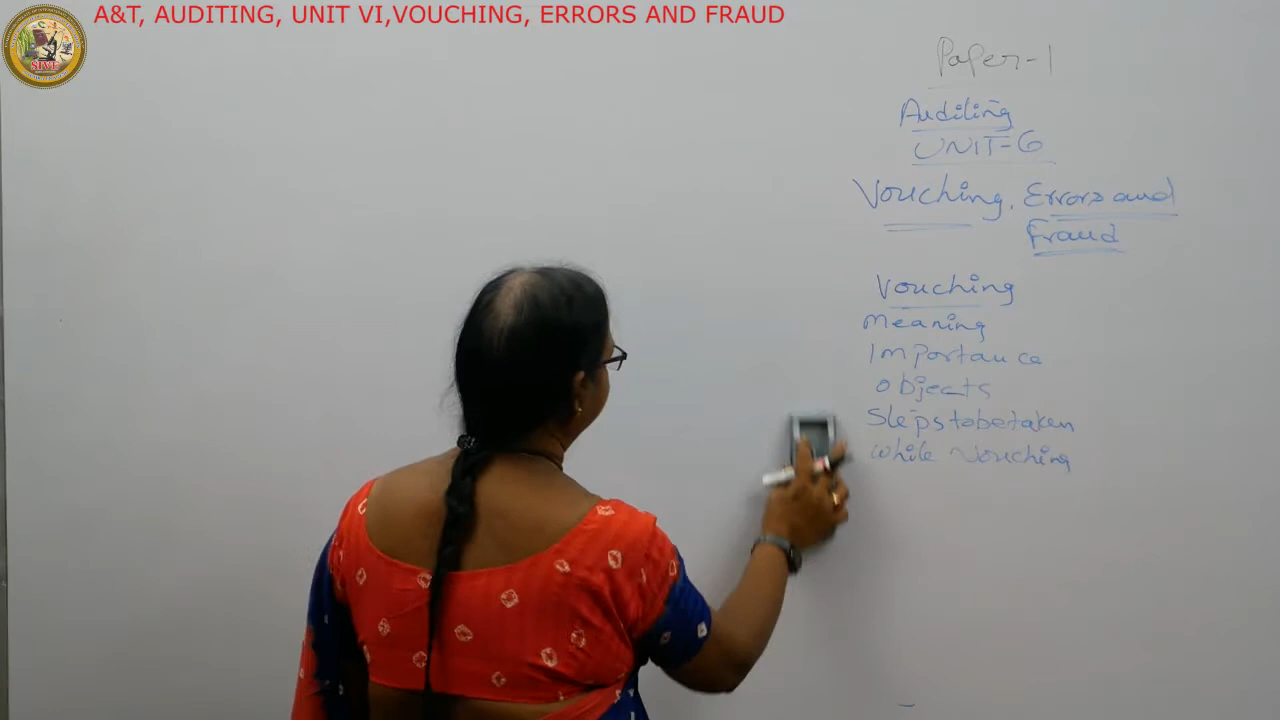 A&T, AUDITING, UNIT VI,VOUCHING, ERRORS AND FRAUD
SIVE
Paper-1
Auditing
UNIT-6
Vouching, Errors and
Fraud
Vouching
Meaning
Importance
Objects
Steps to be taken
while Vouching